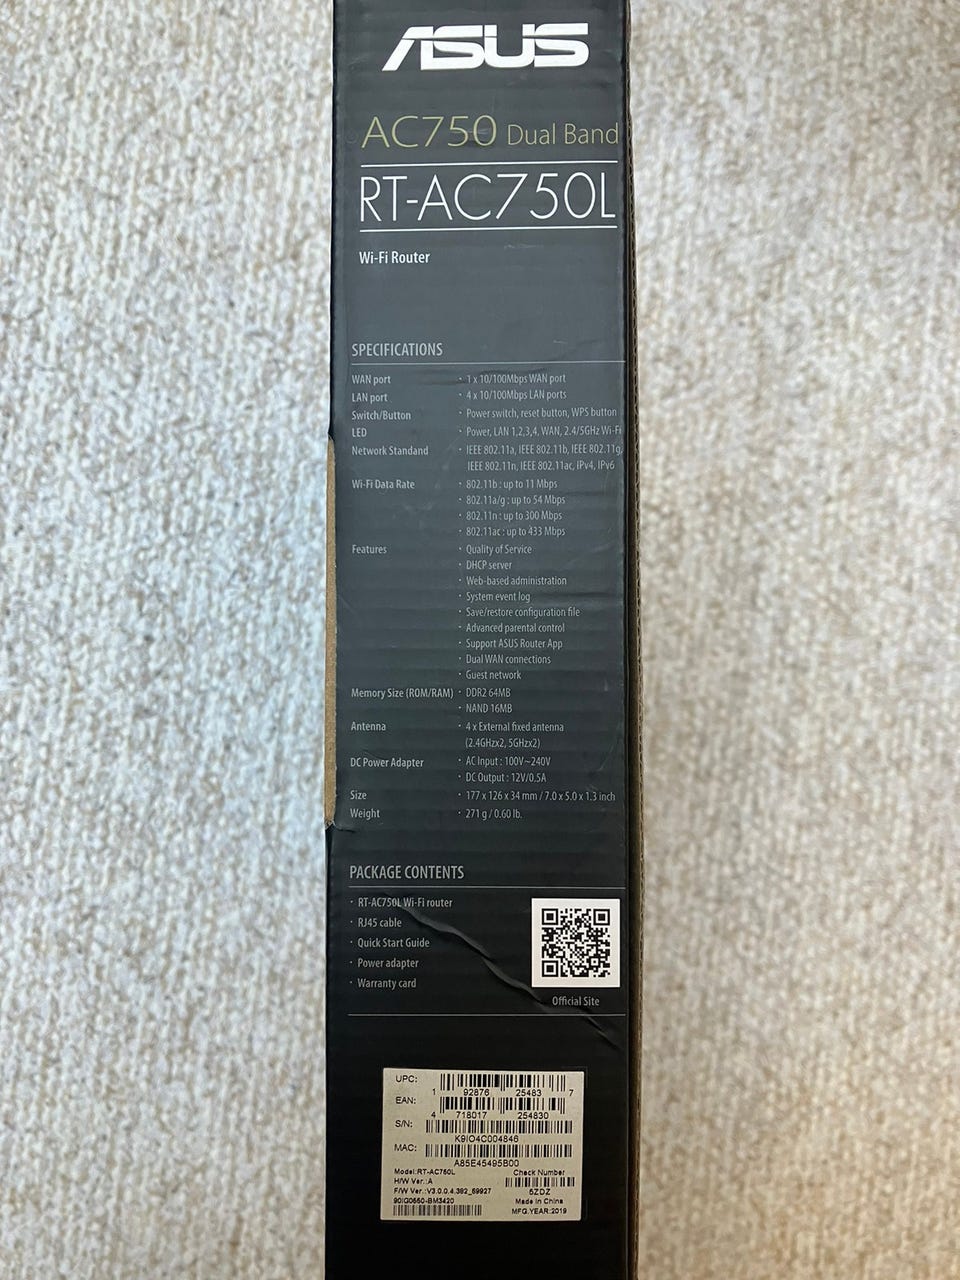 ASUS
AC750 Dual Band
RT-AC750L
Wi-Fi Router
SPECIFICATIONS
WAN port · 1 x 10/100Mbps WAN port
LAN port · 4 x 10/100Mbps LAN ports
Switch/Button · Power switch, reset button, WPS button
LED · Power, LAN 1,2,3,4, WAN, 2.4/5GHz Wi-Fi
Network Standand · IEEE 802.11a, IEEE 802.11b, IEEE 802.11g,
IEEE 802.11n, IEEE 802.11ac, IPv4, IPv6
Wi-Fi Data Rate · 802.11b : up to 11 Mbps
· 802.11a/g : up to 54 Mbps
· 802.11n : up to 300 Mbps
· 802.11ac : up to 433 Mbps
Features · Quality of Service
· DHCP server
· Web-based administration
· System event log
· Save/restore configuration file
· Advanced parental control
· Support ASUS Router App
· Dual WAN connections
· Guest network
Memory Size (ROM/RAM) · DDR2 64MB
· NAND 16MB
Antenna · 4 x External fixed antenna
(2.4GHzx2, 5GHzx2)
DC Power Adapter · AC Input : 100V~240V
· DC Output : 12V/0.5A
Size · 177 x 126 x 34 mm / 7.0 x 5.0 x 1.3 inch
Weight · 271 g / 0.60 lb.
PACKAGE CONTENTS
· RT-AC750L Wi-Fi router
· RJ45 cable
· Quick Start Guide
· Power adapter
· Warranty card
Official Site
UPC:
1 92876 25483 7
EAN:
4 718017 254830
S/N:
K9IO4C004846
MAC:
A85E45495B00
Model:RT-AC750L Check Number
H/W Ver.:A
F/W Ver.:V3.0.0.4.382_69927 6ZDZ
90IG0550-BM3420 Made In China
MFG.YEAR:2019